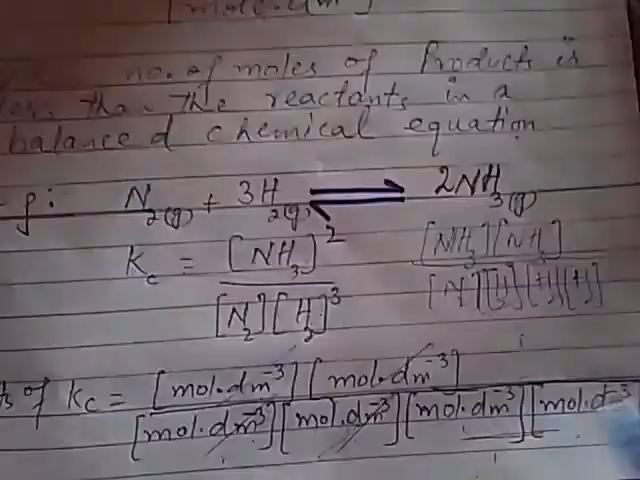 no. of moles of Products is
less than the reactants in a
balanced chemical equation
N2(g) + 3H2(g) ⇌ 2NH3(g)
Kc = [NH3]^2 / [N2][H2]^3 [NH3][NH3] / [N][H][H][H]
of Kc = [mol.dm^-3][mol.dm^-3] / [mol.dm^-3][mol.dm^-3][mol.dm^-3][mol.d^-3